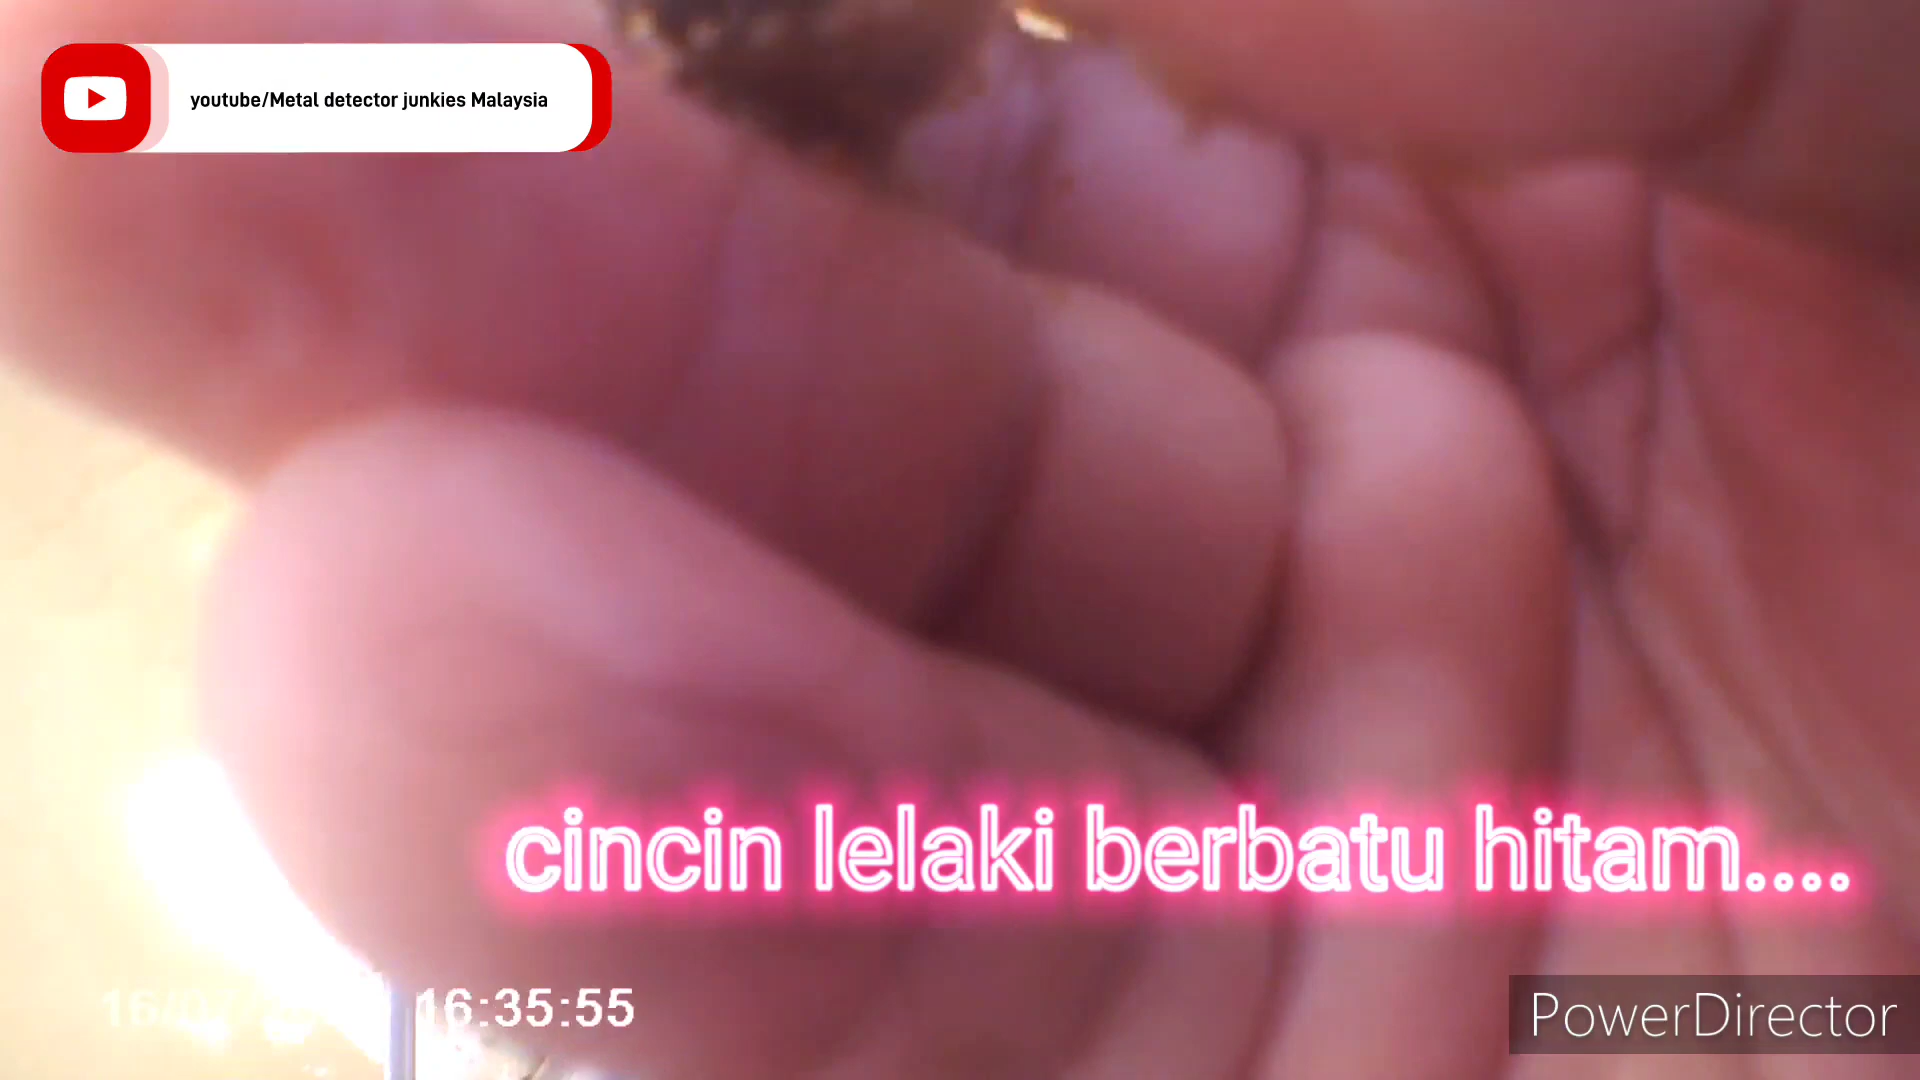 youtube/Metal detector junkies Malaysia
cincin lelaki berbatu hitam....
16:35:55
PowerDirector